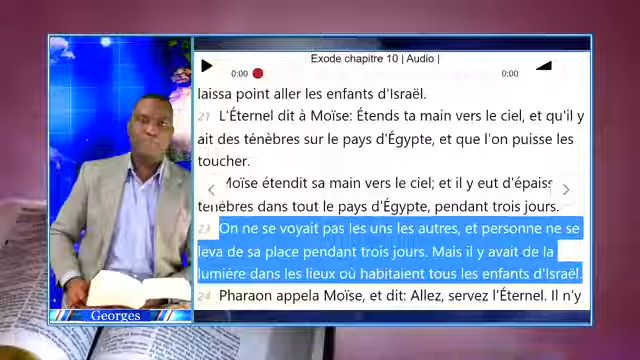 Exode chapitre 10 | Audio |
0:00
0:00
laissa point aller les enfants d'Israël.
21 L'Éternel dit à Moïse: Étends ta main vers le ciel, et qu'il y
ait des ténèbres sur le pays d'Égypte, et que l'on puisse les
toucher.
Moïse étendit sa main vers le ciel; et il y eut d'épaisses
ténèbres dans tout le pays d'Égypte, pendant trois jours.
23 On ne se voyait pas les uns les autres, et personne ne se
leva de sa place pendant trois jours. Mais il y avait de la
lumière dans les lieux où habitaient tous les enfants d'Israël.
24 Pharaon appela Moïse, et dit: Allez, servez l'Éternel. Il n'y
Georges